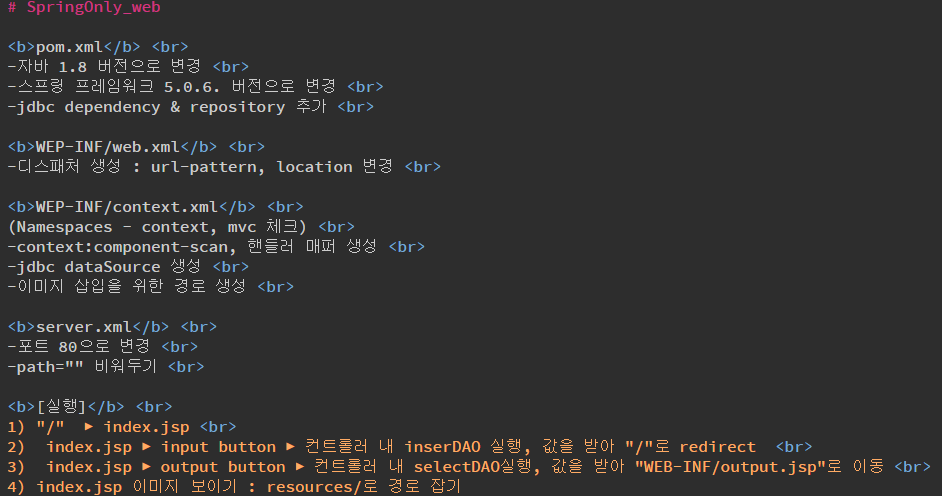 # SpringOnly_web
<b>pom.xml</b> <br>
-자바 1.8 버전으로 변경 <br>
-스프링 프레임워크 5.0.6. 버전으로 변경 <br>
-jdbc dependency & repository 추가 <br>
<b>WEP-INF/web.xml</b> <br>
-디스패처 생성 : url-pattern, location 변경 <br>
<b>WEP-INF/context.xml</b> <br>
(Namespaces - context, mvc 체크) <br>
-context:component-scan, 핸들러 매퍼 생성 <br>
-jdbc dataSource 생성 <br>
-이미지 삽입을 위한 경로 생성 <br>
<b>server.xml</b> <br>
-포트 80으로 변경 <br>
-path="" 비워두기 <br>
<b>[실행]</b> <br>
1) "/" ▶ index.jsp <br>
2) index.jsp ▶ input button ▶ 컨트롤러 내 inserDAO 실행, 값을 받아 "/"로 redirect <br>
3) index.jsp ▶ output button ▶ 컨트롤러 내 selectDAO실행, 값을 받아 "WEB-INF/output.jsp"로 이동 <br>
4) index.jsp 이미지 보이기 : resources/로 경로 잡기